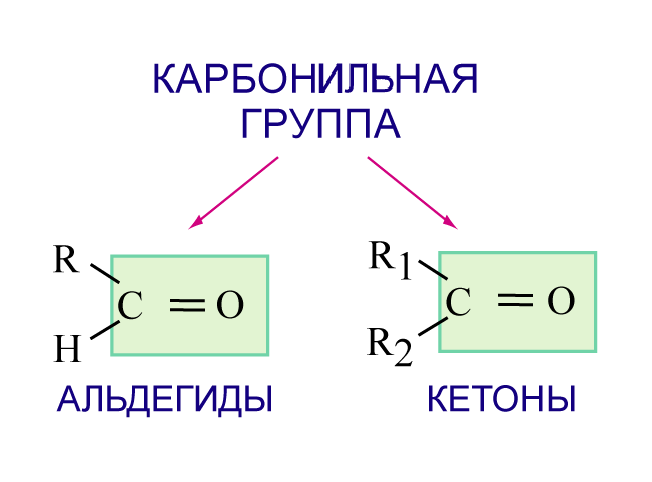 КАРБОНИЛЬНАЯ
ГРУППА
R
H
C = O
АЛЬДЕГИДЫ
R1
R2
C = O
КЕТОНЫ